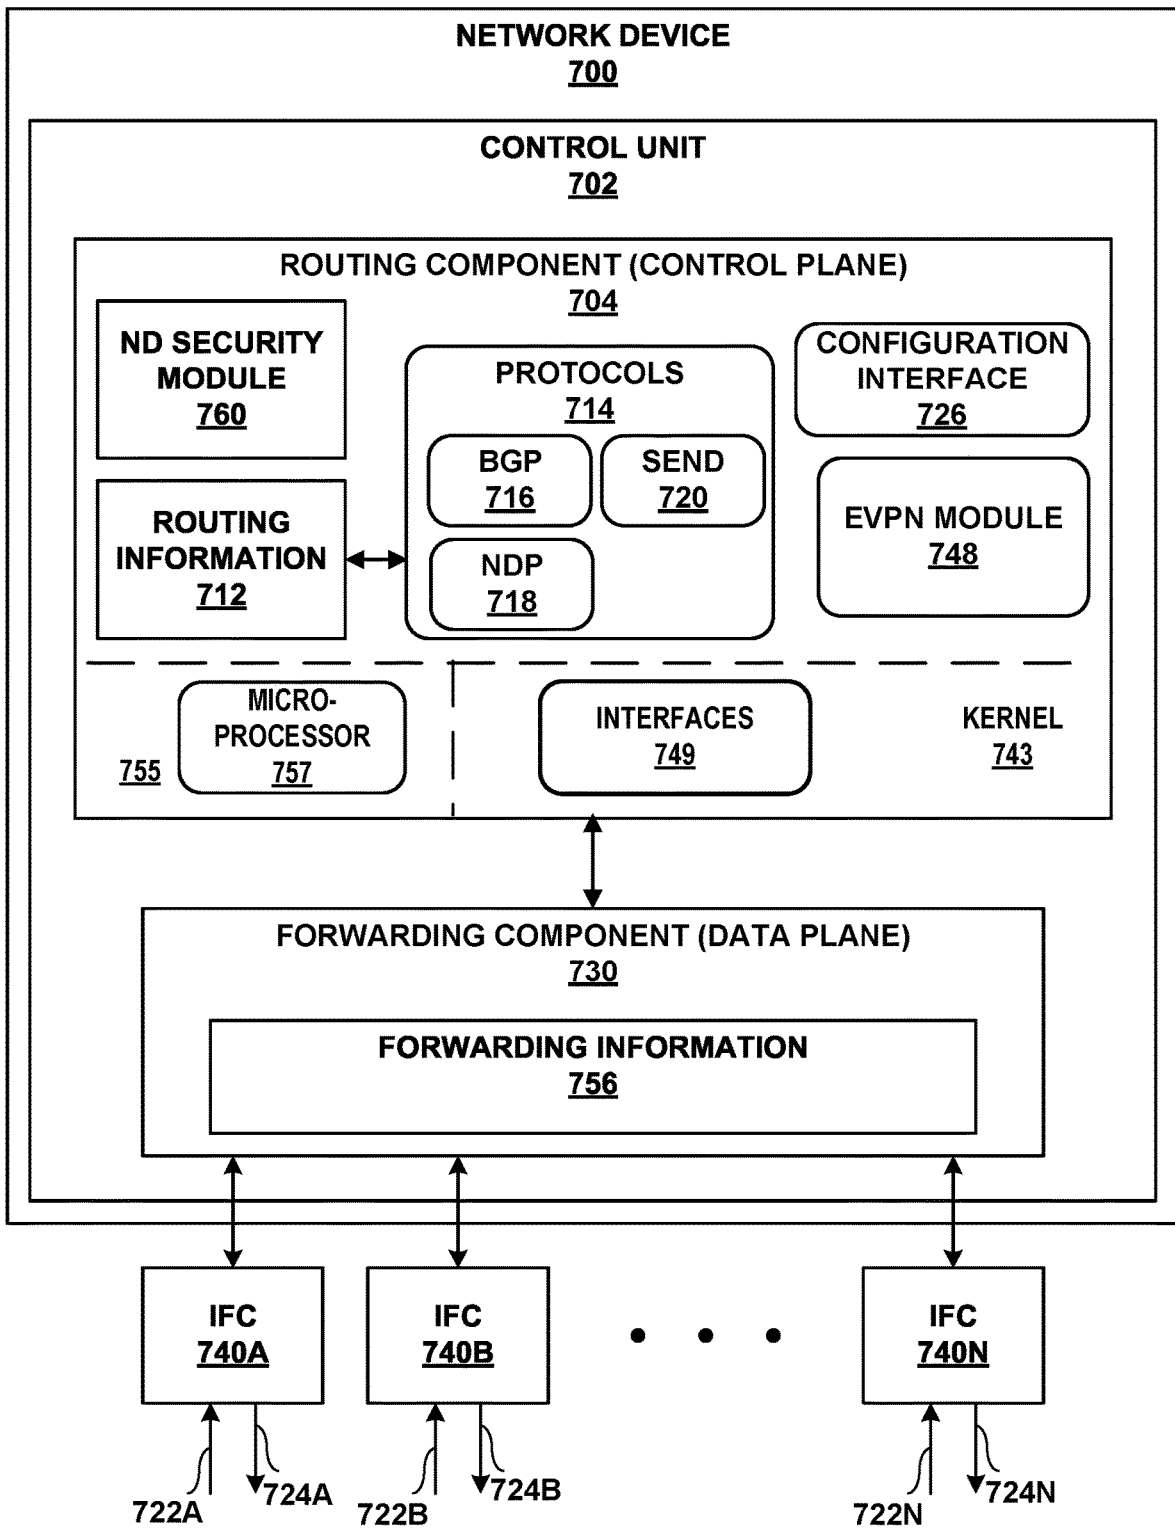 NETWORK DEVICE
700
CONTROL UNIT
702
ROUTING COMPONENT (CONTROL PLANE)
704
ND SECURITY
MODULE
760
PROTOCOLS
714
BGP
716
SEND
720
NDP
718
CONFIGURATION
INTERFACE
726
ROUTING
INFORMATION
712
EVPN MODULE
748
MICRO-
PROCESSOR
757
755
INTERFACES
749
KERNEL
743
FORWARDING COMPONENT (DATA PLANE)
730
FORWARDING INFORMATION
756
IFC
740A
IFC
740B
IFC
740N
722A
724A
722B
724B
722N
724N